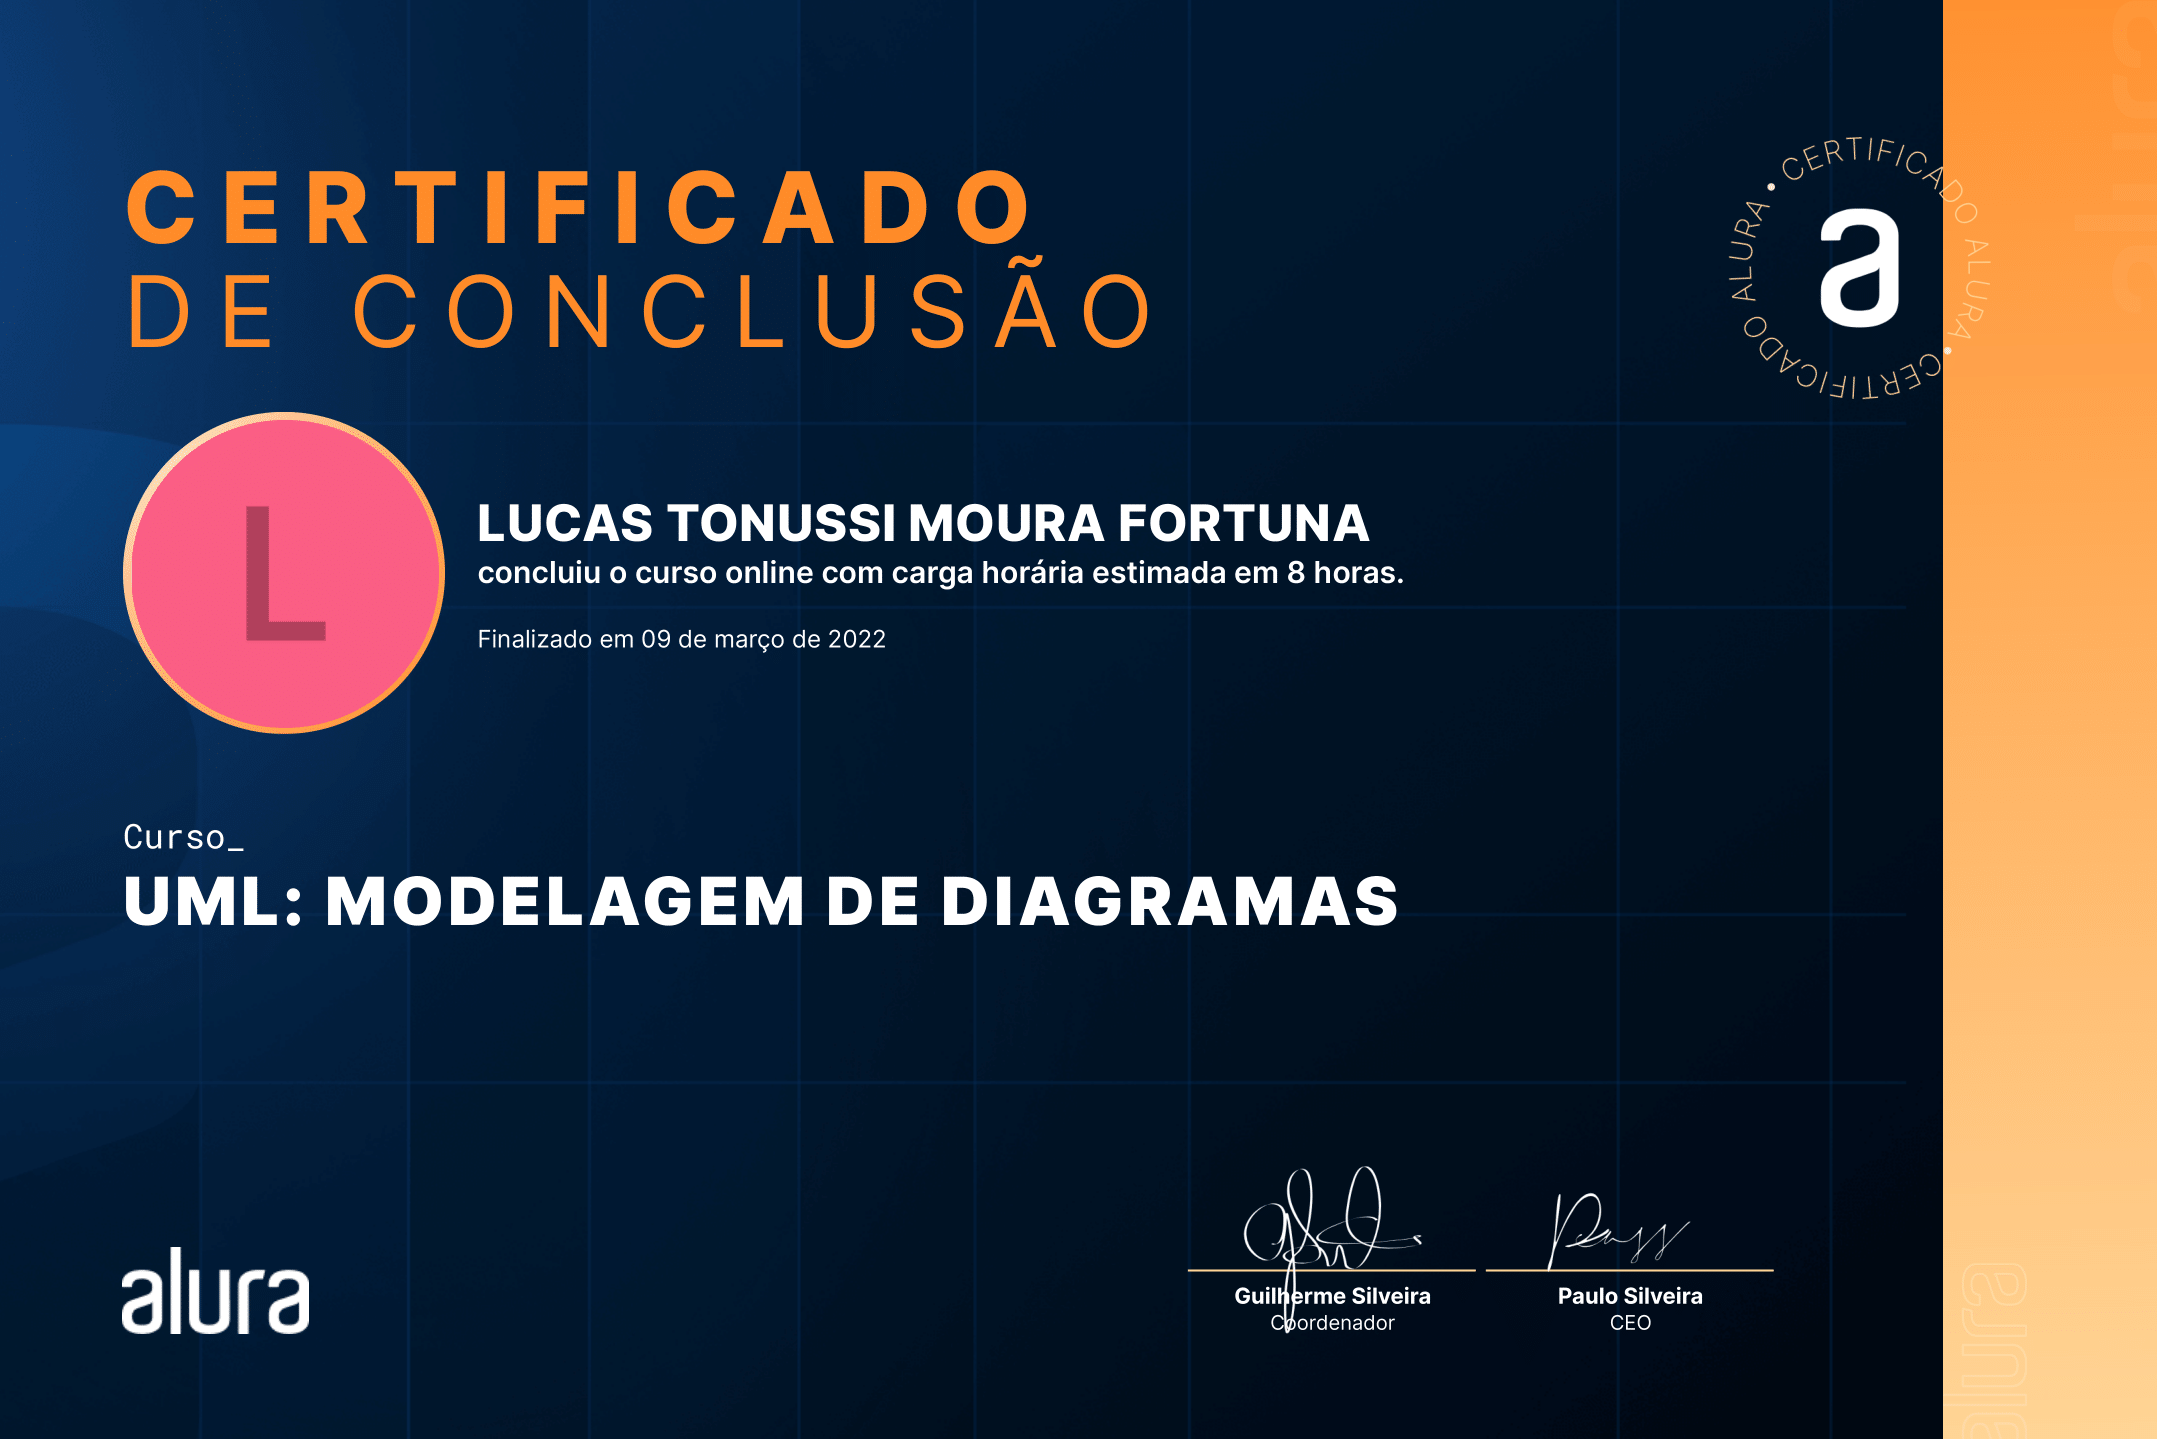 CERTIFICADO
DE CONCLUSÃO
CERTIFICADO ALURA • CERTIFICADO ALURA •
a
L
LUCAS TONUSSI MOURA FORTUNA
concluiu o curso online com carga horária estimada em 8 horas.
Finalizado em 09 de março de 2022
Curso_
UML: MODELAGEM DE DIAGRAMAS
alura
Guilherme Silveira
Coordenador
Paulo Silveira
CEO
alura